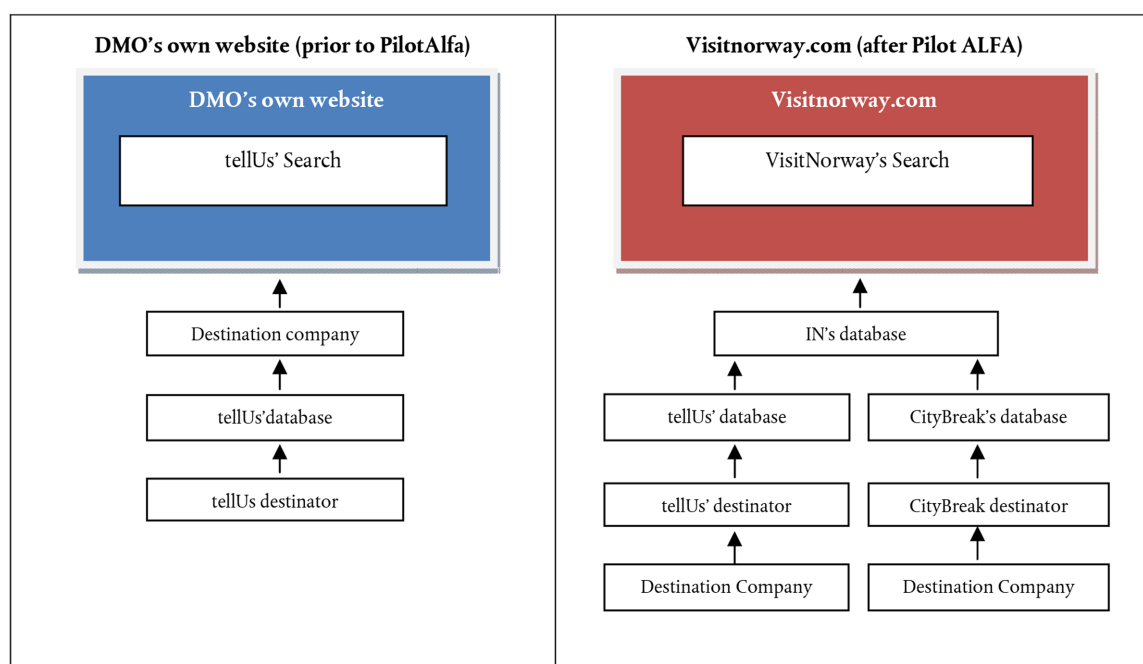 DMO’s own website (prior to PilotAlfa)
DMO’s own website
tellUs’ Search
Destination company
tellUs’database
tellUs destinator
Visitnorway.com (after Pilot ALFA)
Visitnorway.com
VisitNorway’s Search
IN’s database
tellUs’ database
CityBreak’s database
tellUs’ destinator
CityBreak destinator
Destination Company
Destination Company